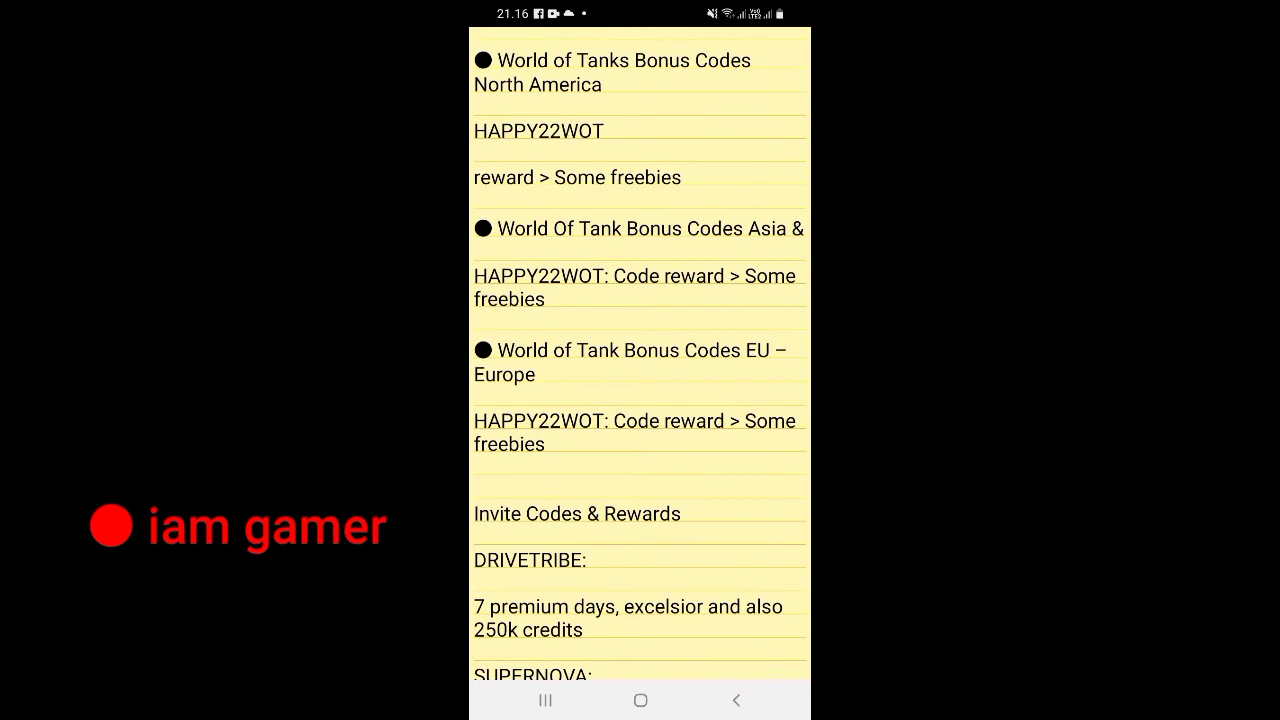 21.16
● World of Tanks Bonus Codes
North America
HAPPY22WOT
reward > Some freebies
● World Of Tank Bonus Codes Asia &
HAPPY22WOT: Code reward > Some
freebies
● World of Tank Bonus Codes EU –
Europe
HAPPY22WOT: Code reward > Some
freebies
● iam gamer
Invite Codes & Rewards
DRIVETRIBE:
7 premium days, excelsior and also
250k credits
SUPERNOVA: